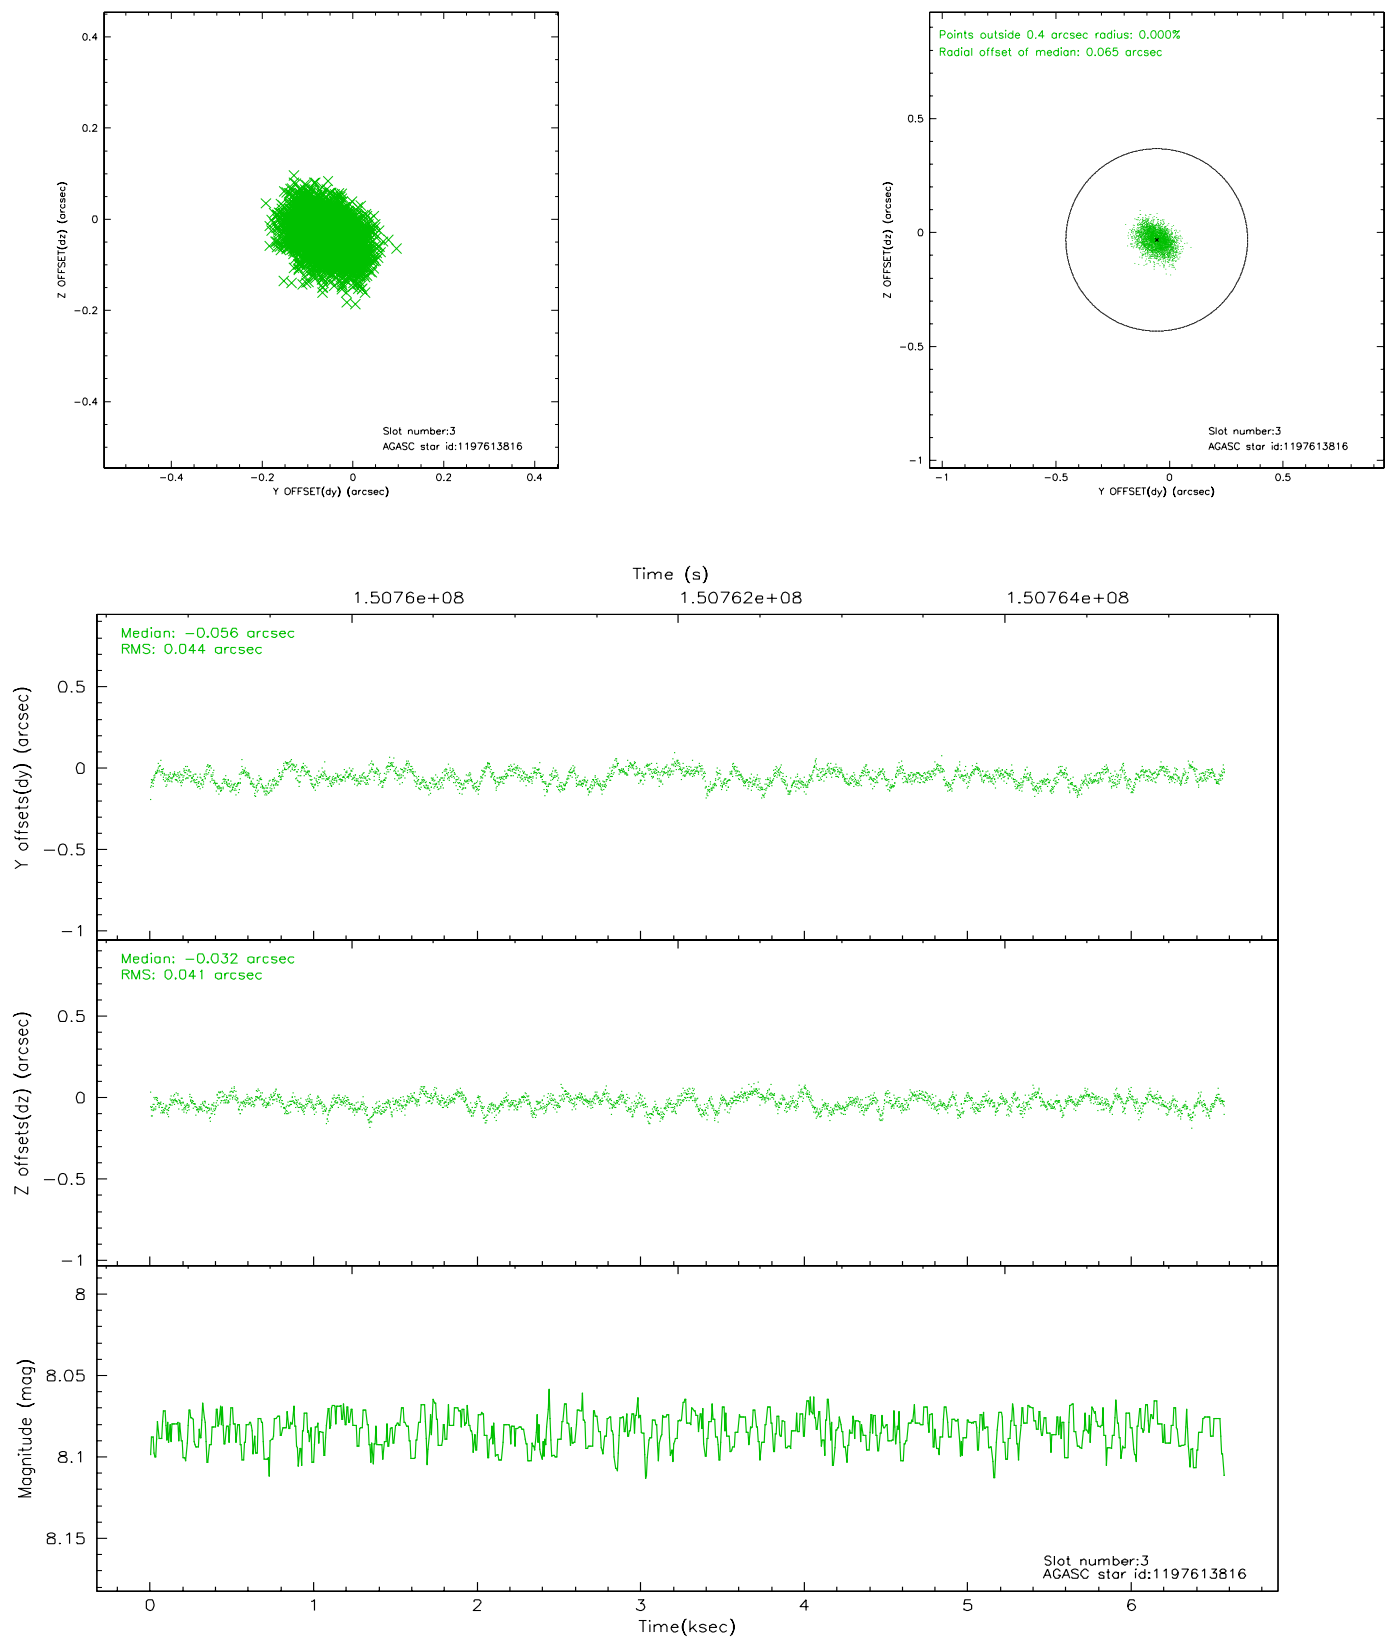 0.4
0.2
0
-0.2
-0.4
Z OFFSET(dz) (arcsec)
Slot number:3
AGASC star id:1197613816
-0.4 -0.2 0 0.2 0.4
Y OFFSET(dy) (arcsec)
Points outside 0.4 arcsec radius: 0.000%
Radial offset of median: 0.065 arcsec
0.5
0
-0.5
-1
Z OFFSET(dz) (arcsec)
Slot number:3
AGASC star id:1197613816
-1 -0.5 0 0.5
Y OFFSET(dy) (arcsec)
Time (s)
1.5076e+08 1.50762e+08 1.50764e+08
Median: -0.056 arcsec
RMS: 0.044 arcsec
0.5
0
-0.5
-1
Y offsets(dy) (arcsec)
Median: -0.032 arcsec
RMS: 0.041 arcsec
0.5
0
-0.5
-1
Z offsets(dz) (arcsec)
8
8.05
8.1
8.15
Magnitude (mag)
Slot number:3
AGASC star id:1197613816
0 1 2 3 4 5 6
Time(ksec)